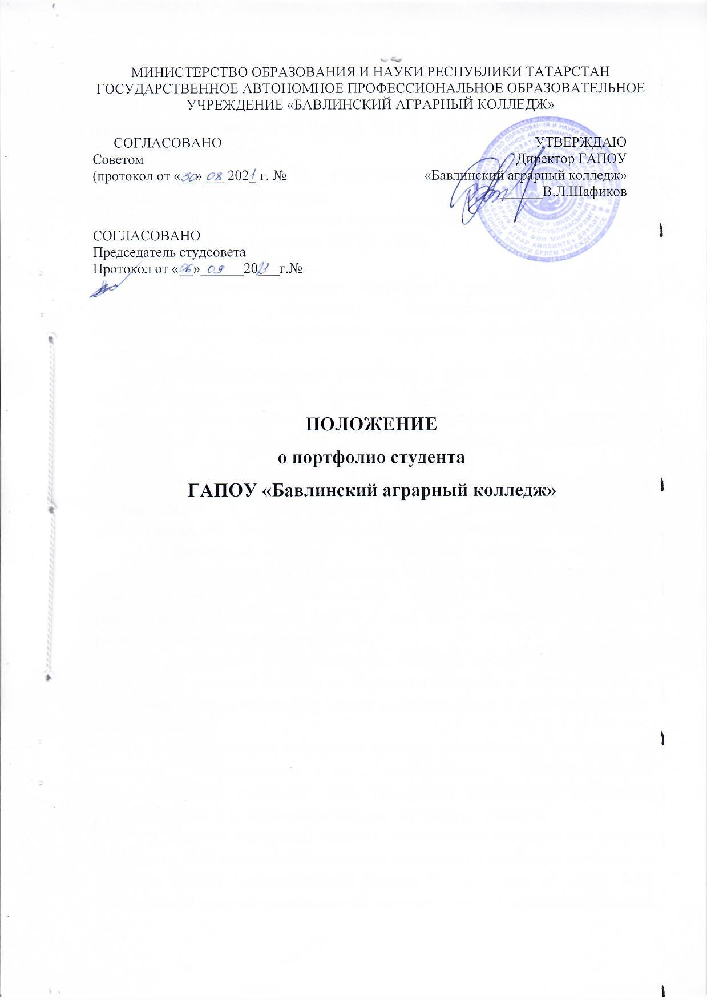 МИНИСТЕРСТВО ОБРАЗОВАНИЯ И НАУКИ РЕСПУБЛИКИ ТАТАРСТАН
ГОСУДАРСТВЕННОЕ АВТОНОМНОЕ ПРОФЕССИОНАЛЬНОЕ ОБРАЗОВАТЕЛЬНОЕ
УЧРЕЖДЕНИЕ «БАВЛИНСКИЙ АГРАРНЫЙ КОЛЛЕДЖ»
СОГЛАСОВАНО
Советом
(протокол от «30» 08 2021 г. №
УТВЕРЖДАЮ
Директор ГАПОУ
«Бавлинский аграрный колледж»
______В.Л.Шафиков
СОГЛАСОВАНО
Председатель студсовета
Протокол от «06» 09 2021 г.№
ПОЛОЖЕНИЕ
о портфолио студента
ГАПОУ «Бавлинский аграрный колледж»